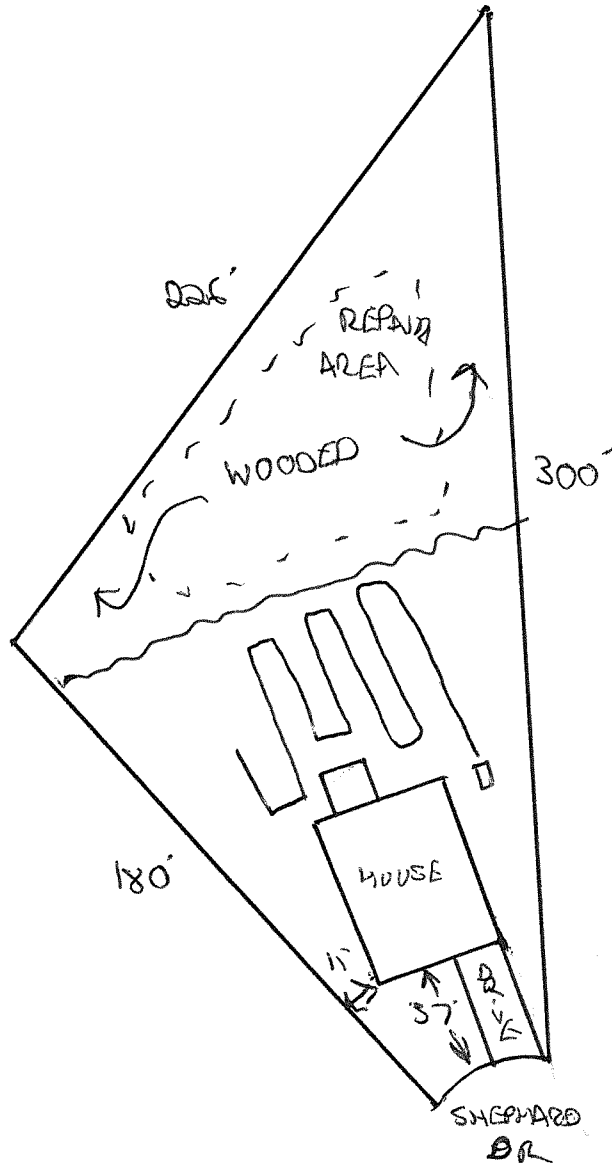 226'
REPAIR
AREA
WOODED
300'
180'
HOUSE
11'
37'
DRIVE
SHEPHARD
DR